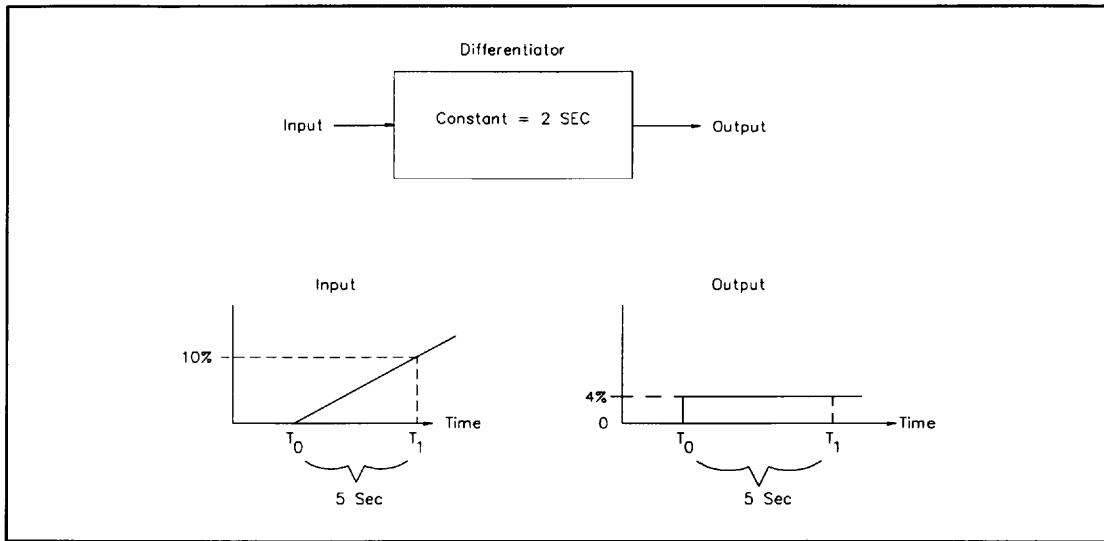 Differentiator
Constant = 2 SEC
Input
Output
Input
Output
10%
4%
0
Time
Time
T0
T1
T0
T1
5 Sec
5 Sec